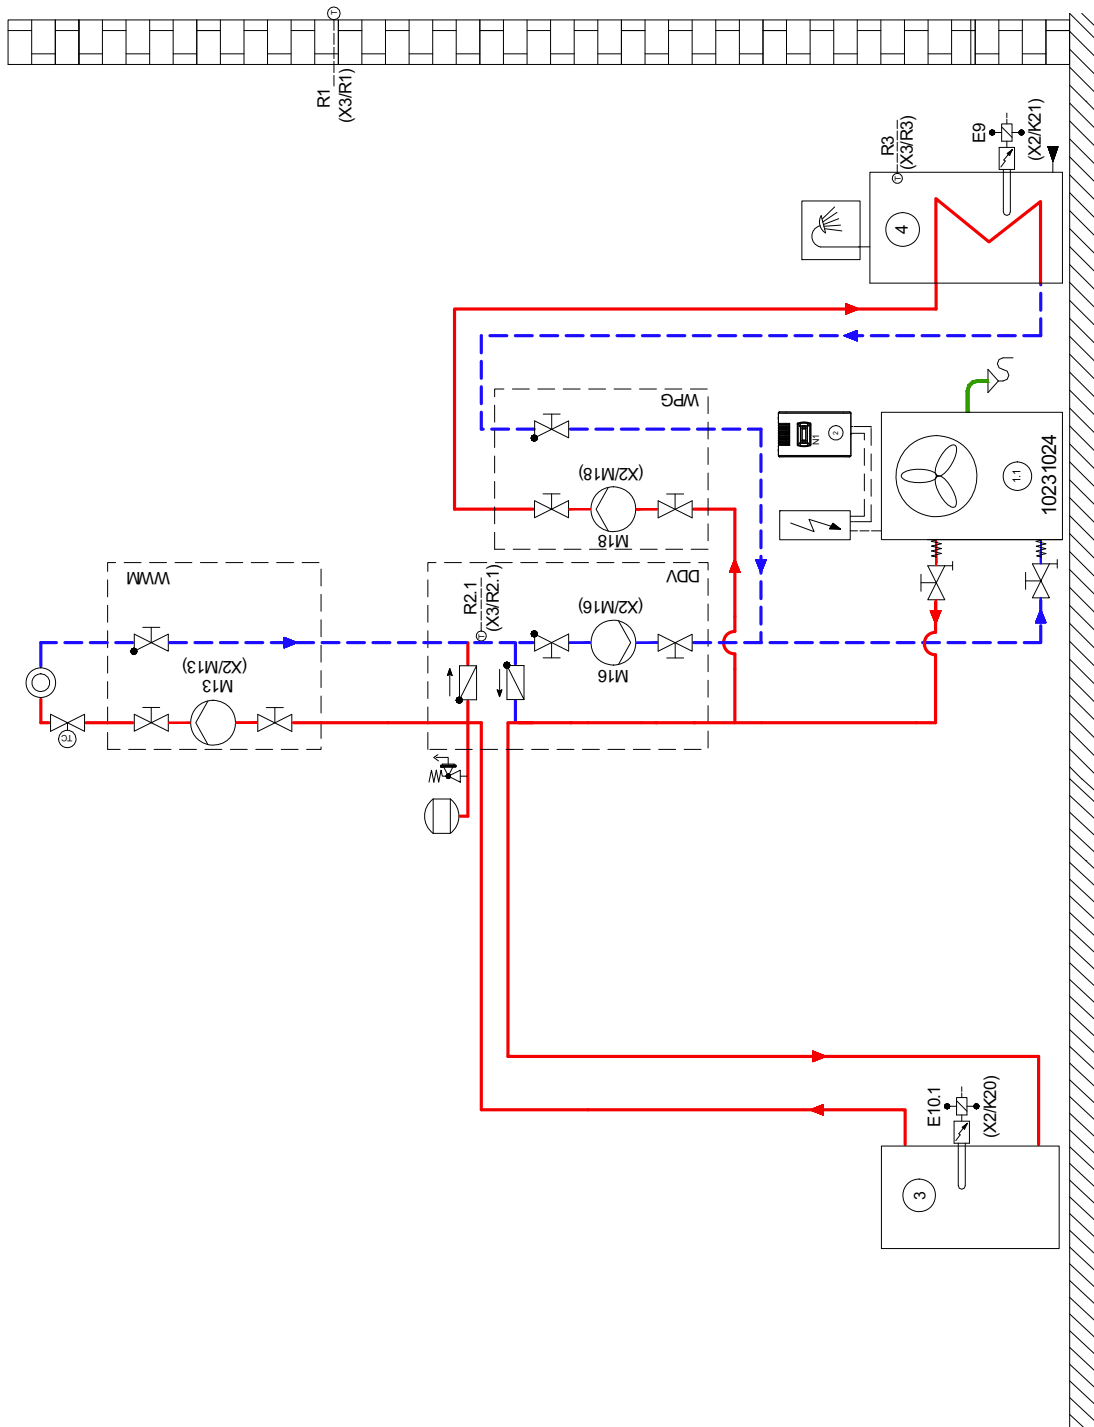 T
R1
(X3/R1)
R3
(X3/R3)
T
E9
(X2/K21)
4
WPG
(X2/M18)
M18
N1
2
1.1
10231024
WWM
(X2/M13)
M13
TC
DDV
R2.1
(X3/R2.1)
T
(X2/M16)
M16
E10.1
(X2/K20)
3